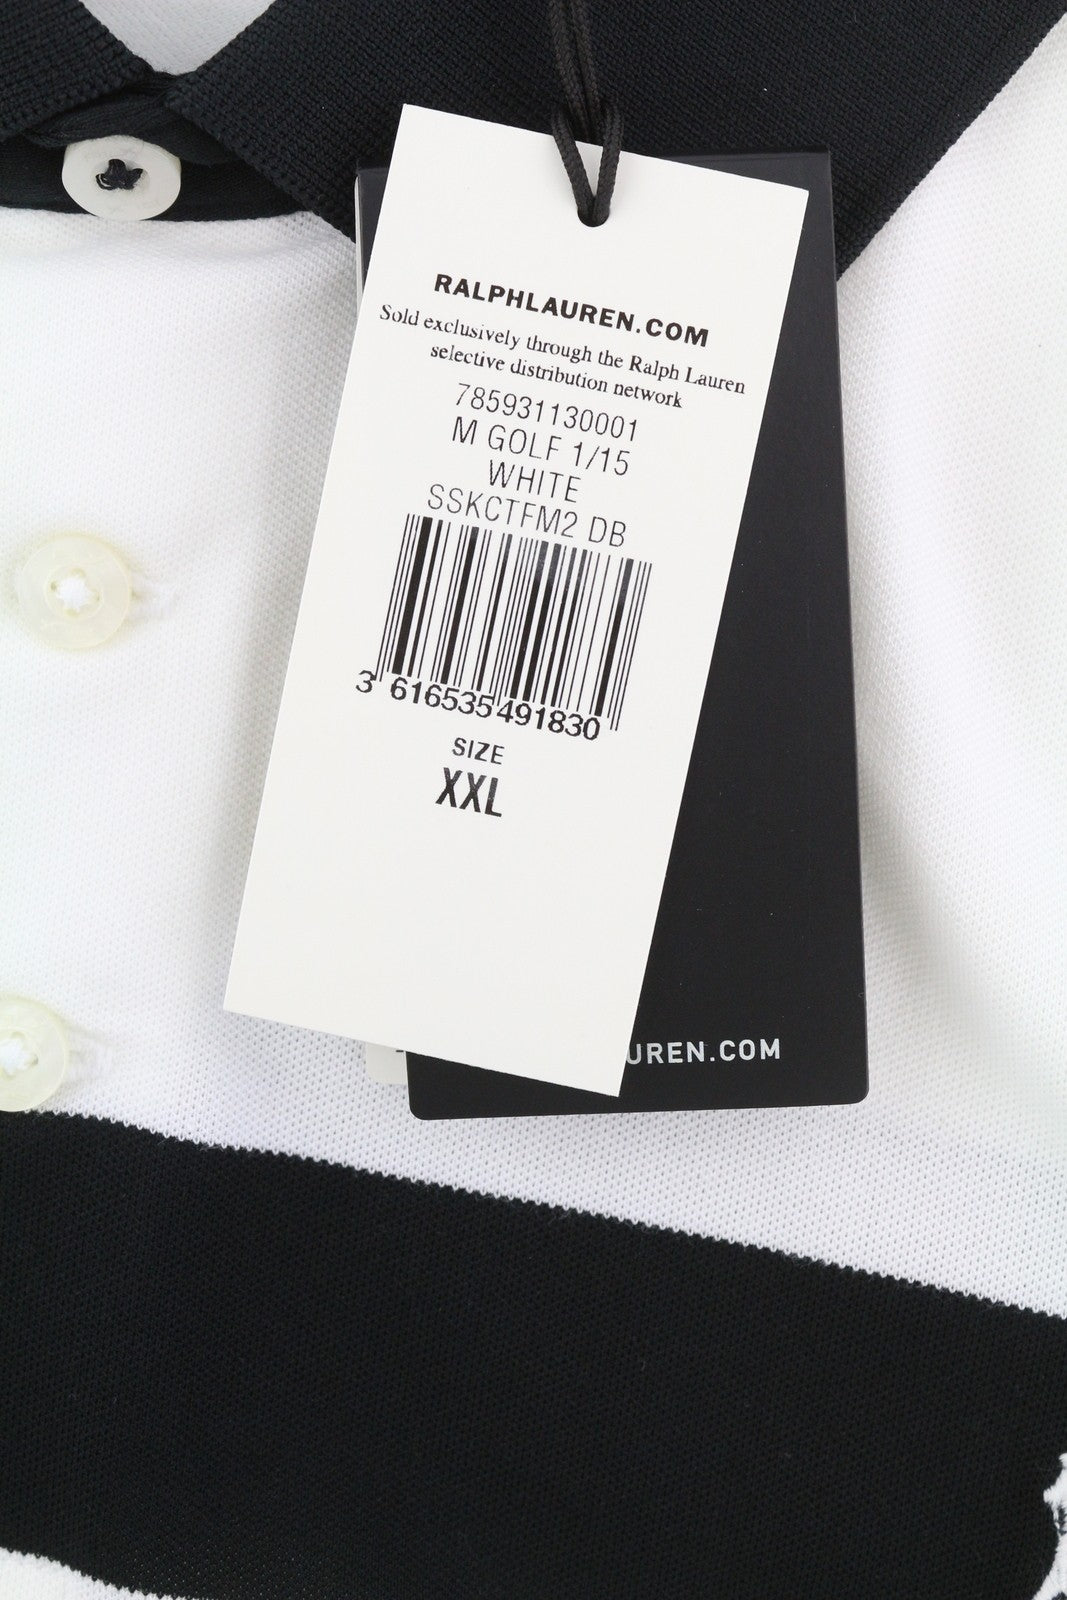 RALPHLAUREN.COM
Sold exclusively through the Ralph Lauren
selective distribution network
785931130001
M GOLF 1/15
WHITE
SSKCTFM2 DB
3 616535 491830
SIZE
XXL
UREN.COM